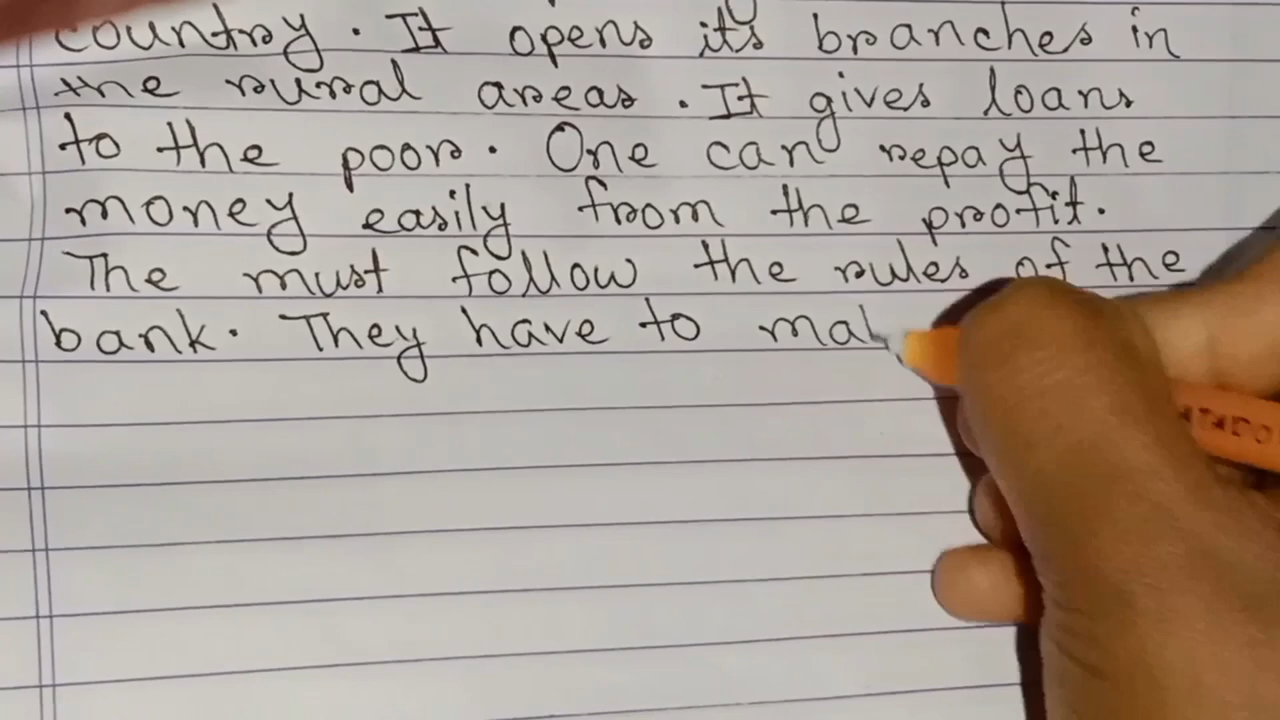 country. It opens its branches in
the rural areas. It gives loans
to the poor. One can repay the
money easily from the profit.
The must follow the rules of the
bank. They have to